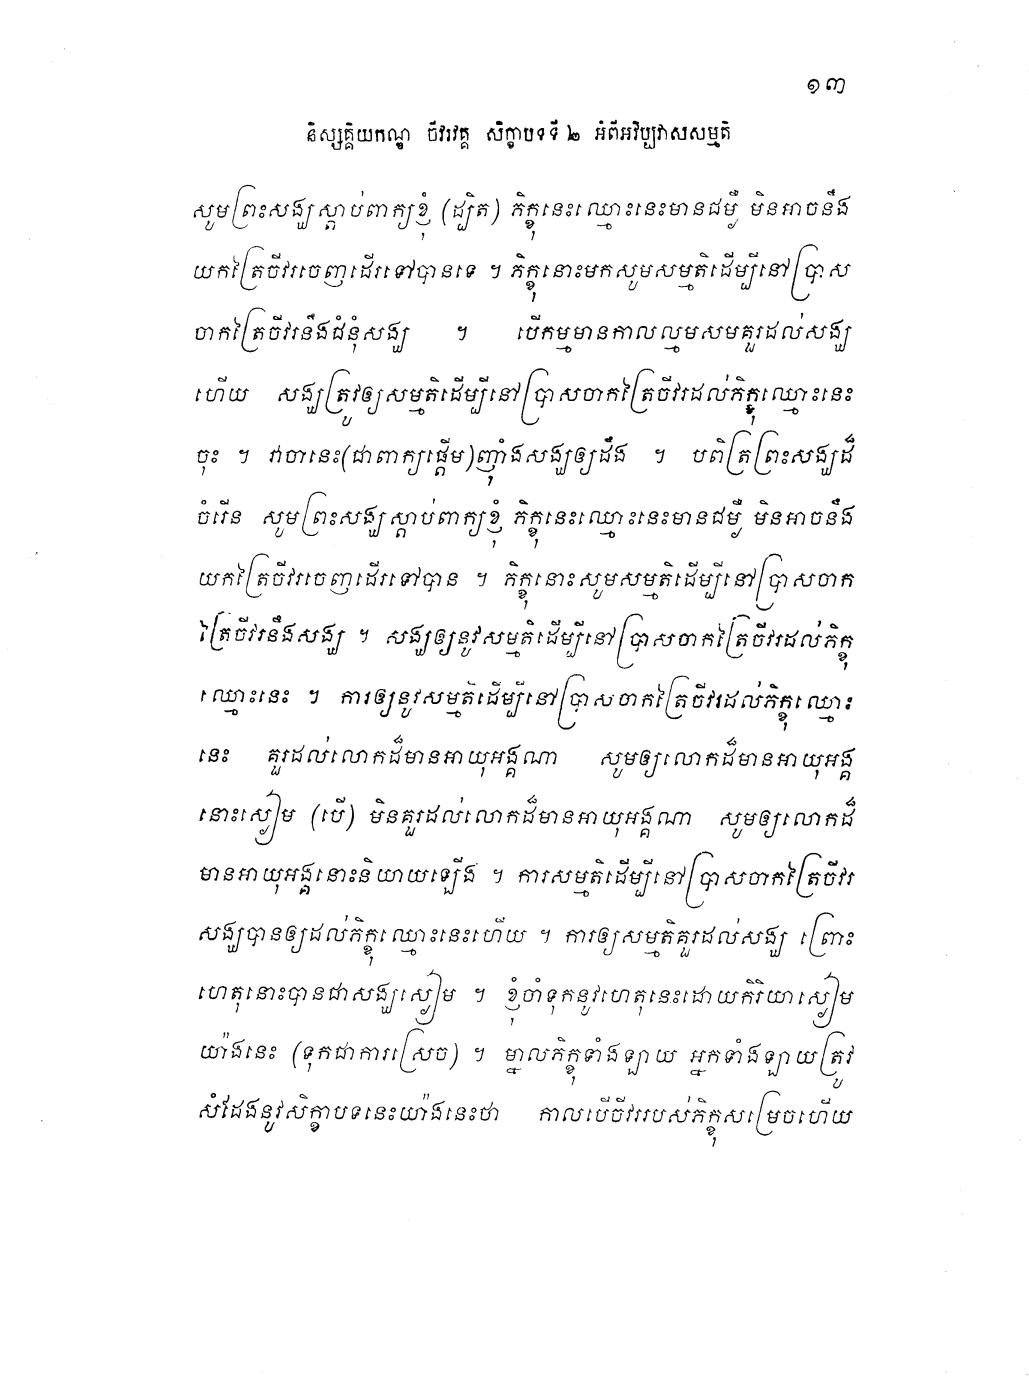 ១៣
និស្សគ្គិយកណ្ឌ ចីវរវគ្គ សិក្ខាបទទី ២ អំពីអវិប្បវាសសម្មតិ
សូមព្រះសង្ឃស្តាប់ពាក្យខ្ញុំ (ដ្បិត) ភិក្ខុនេះឈ្មោះនេះមានជម្ងឺ មិនអាចនឹង
យកត្រៃចីវរចេញដើរទៅបានទេ ។ ភិក្ខុនោះមកសូមសម្មតិដើម្បីនៅប្រាស
ចាកត្រៃចីវរនឹងជំនុំសង្ឃ ។ បើកម្មមានកាលល្មមសមគួរដល់សង្ឃ
ហើយ សង្ឃត្រូវឲ្យសម្មតិដើម្បីនៅប្រាសចាកត្រៃចីវរដល់ភិក្ខុឈ្មោះនេះ
ចុះ ។ វាចានេះ(ជាពាក្យផ្តើម)ញ៉ាំងសង្ឃឲ្យដឹង ។ បពិត្រព្រះសង្ឃដ៏
ចំរើន សូមព្រះសង្ឃស្តាប់ពាក្យខ្ញុំ ភិក្ខុនេះឈ្មោះនេះមានជម្ងឺ មិនអាចនឹង
យកត្រៃចីវរចេញដើរទៅបាន ។ ភិក្ខុនោះសូមសម្មតិដើម្បីនៅប្រាសចាក
ត្រៃចីវរនឹងសង្ឃ ។ សង្ឃឲ្យនូវសម្មតិដើម្បីនៅប្រាសចាកត្រៃចីវរដល់ភិក្ខុ
ឈ្មោះនេះ ។ ការឲ្យនូវសម្មតិដើម្បីនៅប្រាសចាកត្រៃចីវរដល់ភិក្ខុឈ្មោះ
នេះ គួរដល់លោកដ៏មានអាយុអង្គណា សូមឲ្យលោកដ៏មានអាយុអង្គ
នោះស្ងៀម (បើ) មិនគួរដល់លោកដ៏មានអាយុអង្គណា សូមឲ្យលោកដ៏
មានអាយុអង្គនោះនិយាយឡើង ។ ការសម្មតិដើម្បីនៅប្រាសចាកត្រៃចីវរ
សង្ឃបានឲ្យដល់ភិក្ខុឈ្មោះនេះហើយ ។ ការឲ្យសម្មតិគួរដល់សង្ឃ ព្រោះ
ហេតុនោះបានជាសង្ឃស្ងៀម ។ ខ្ញុំចាំទុកនូវហេតុនេះដោយកិរិយាស្ងៀម
យ៉ាងនេះ (ទុកជាការស្រេច) ។ ម្នាលភិក្ខុទាំងឡាយ អ្នកទាំងឡាយត្រូវ
សំដែងនូវសិក្ខាបទនេះយ៉ាងនេះថា កាលបើចីវររបស់ភិក្ខុសម្រេចហើយ